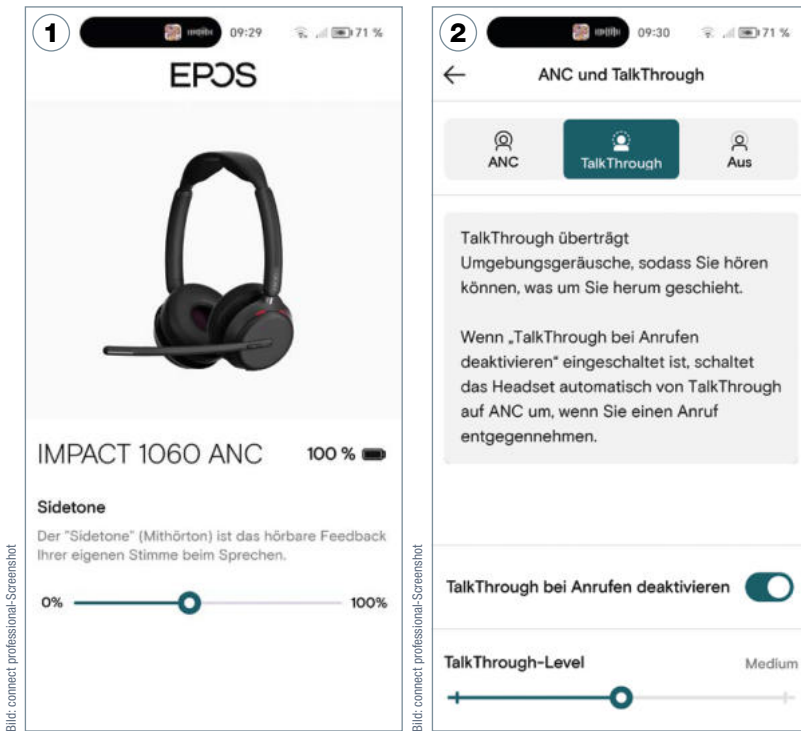 1
09:29
71 %
EPOS
IMPACT 1060 ANC
100 %
Sidetone
Der "Sidetone" (Mithörton) ist das hörbare Feedback
Ihrer eigenen Stimme beim Sprechen.
0%
100%
Bild: connect professional-Screenshot
2
09:30
71 %
ANC und TalkThrough
ANC
TalkThrough
Aus
TalkThrough überträgt
Umgebungsgeräusche, sodass Sie hören
können, was um Sie herum geschieht.
Wenn „TalkThrough bei Anrufen
deaktivieren“ eingeschaltet ist, schaltet
das Headset automatisch von TalkThrough
auf ANC um, wenn Sie einen Anruf
entgegennehmen.
TalkThrough bei Anrufen deaktivieren
TalkThrough-Level
Medium
Bild: connect professional-Screenshot